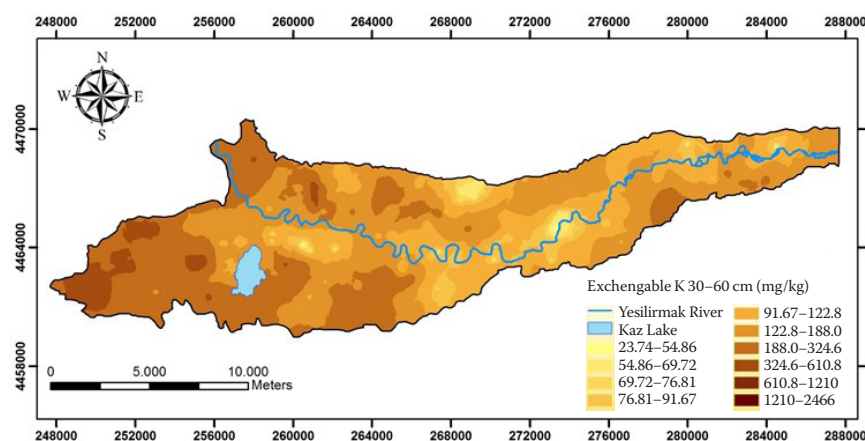 248000 252000 256000 260000 264000 268000 272000 276000 280000 284000 288000
N
W E
S
4470000
4464000
4458000
4470000
4464000
4458000
0 5.000 10.000
Meters
Exchengable K 30–60 cm (mg/kg)
Yesilirmak River
Kaz Lake
23.74–54.86
54.86–69.72
69.72–76.81
76.81–91.67
91.67–122.8
122.8–188.0
188.0–324.6
324.6–610.8
610.8–1210
1210–2466
248000 252000 256000 260000 264000 268000 272000 276000 280000 284000 288000